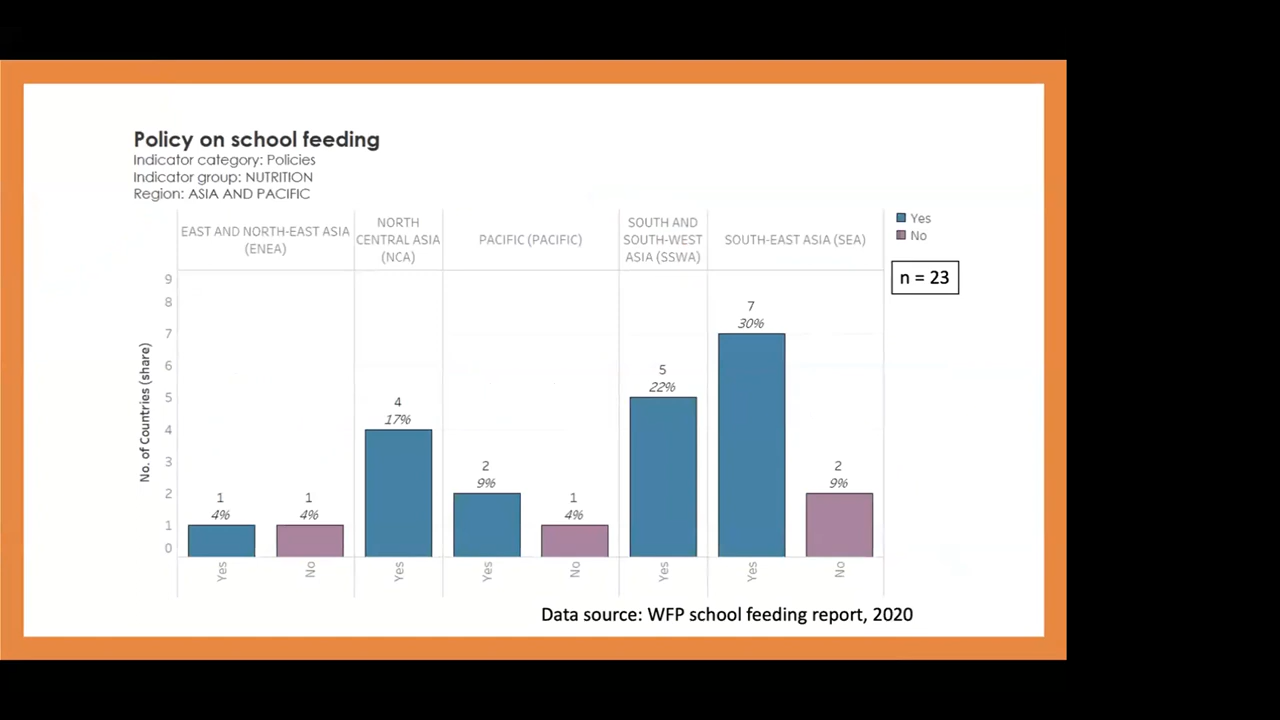 Policy on school feeding
Indicator category: Policies
Indicator group: NUTRITION
Region: ASIA AND PACIFIC
EAST AND NORTH-EAST ASIA
(ENEA)
NORTH
CENTRAL ASIA
(NCA)
PACIFIC (PACIFIC)
SOUTH AND
SOUTH-WEST
ASIA (SSWA)
SOUTH-EAST ASIA (SEA)
Yes
No
n = 23
No. of Countries (share)
9
8
7
6
5
4
3
2
1
0
1
4%
1
4%
4
17%
2
9%
1
4%
5
22%
7
30%
2
9%
Yes
No
Yes
Yes
No
Yes
Yes
No
Data source: WFP school feeding report, 2020